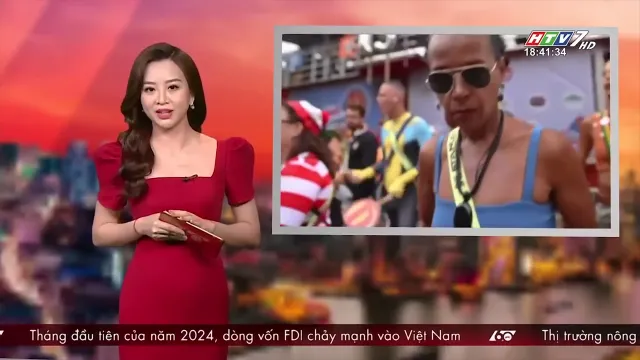 HTV7 HD
18:41:34
Tháng đầu tiên của năm 2024, dòng vốn FDI chảy mạnh vào Việt Nam
60
Thị trường nông